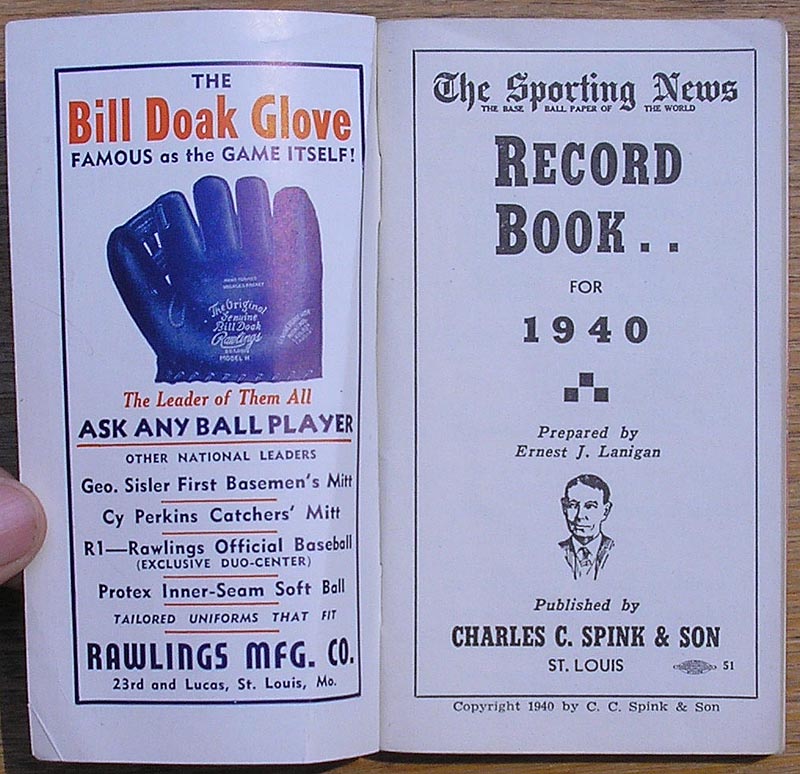 THE
Bill Doak Glove
FAMOUS as the GAME ITSELF!
The Original
Genuine
Bill Doak
Rawlings
MODEL H
The Leader of Them All
ASK ANY BALL PLAYER
OTHER NATIONAL LEADERS
Geo. Sisler First Basemen's Mitt
Cy Perkins Catchers' Mitt
R1—Rawlings Official Baseball
(EXCLUSIVE DUO-CENTER)
Protex Inner-Seam Soft Ball
TAILORED UNIFORMS THAT FIT
RAWLINGS MFG. CO.
23rd and Lucas, St. Louis, Mo.
The Sporting News
THE BASE BALL PAPER OF THE WORLD
RECORD
BOOK . .
FOR
1940
Prepared by
Ernest J. Lanigan
Published by
CHARLES C. SPINK & SON
ST. LOUIS
51
Copyright 1940 by C. C. Spink & Son